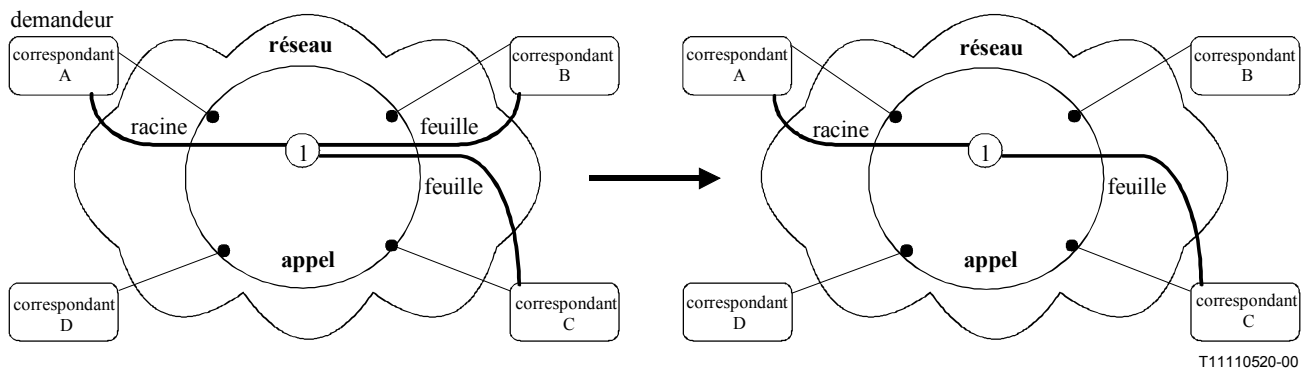 demandeur
correspondant
A
réseau
correspondant
B
racine
feuille
1
feuille
appel
correspondant
D
correspondant
C
correspondant
A
réseau
correspondant
B
racine
1
feuille
appel
correspondant
D
correspondant
C
T11110520-00